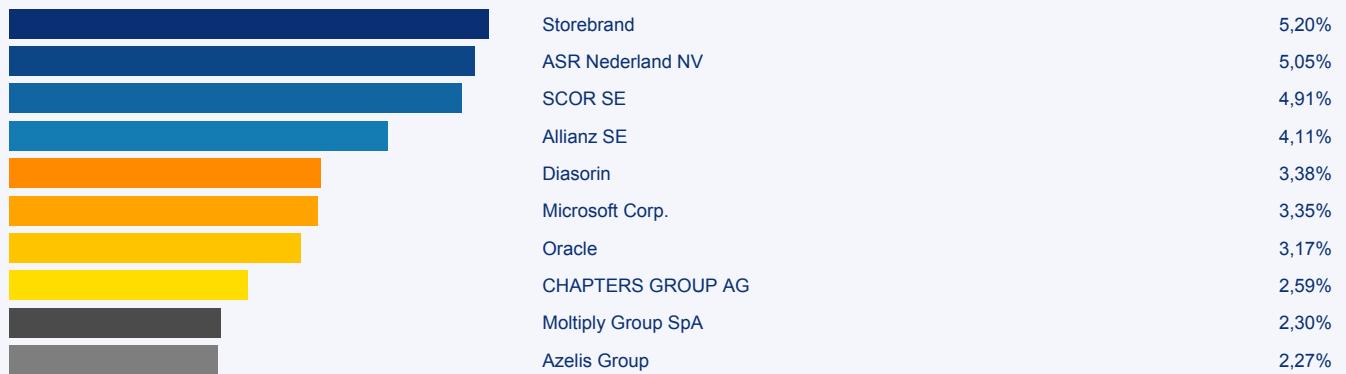 Storebrand 5,20%
ASR Nederland NV 5,05%
SCOR SE 4,91%
Allianz SE 4,11%
Diasorin 3,38%
Microsoft Corp. 3,35%
Oracle 3,17%
CHAPTERS GROUP AG 2,59%
Moltiply Group SpA 2,30%
Azelis Group 2,27%